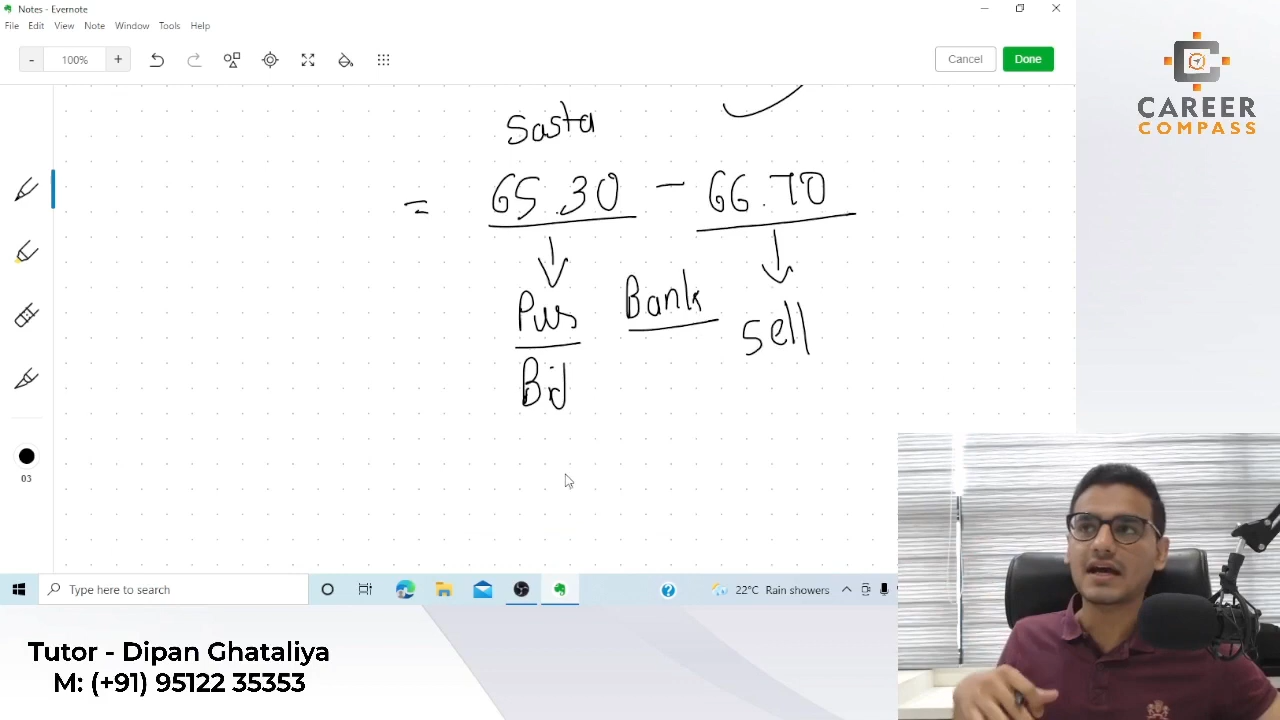 Notes - Evernote
File Edit View Note Window Tools Help
- 100% +
Cancel Done
CAREER
COMPASS
Sasta
= 65.30 - 66.70
Bank
Pur sell
Bid
03
Type here to search
22°C Rain showers
Tutor - Dipan Ghataliya
M: (+91) 95122 35353